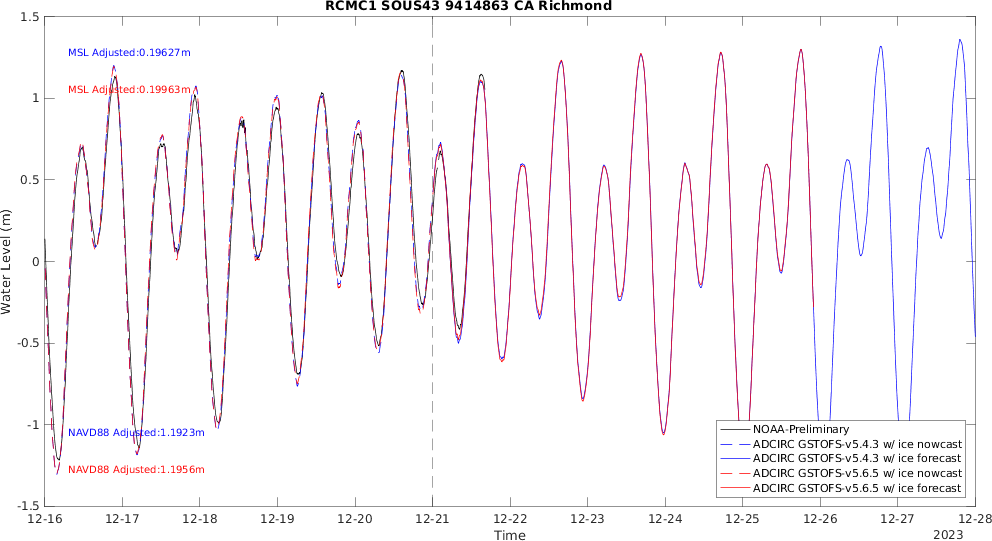 RCMC1 SOUS43 9414863 CA Richmond
1.5
1
0.5
0
-0.5
-1
-1.5
Water Level (m)
MSL Adjusted:0.19627m
MSL Adjusted:0.19963m
NAVD88 Adjusted:1.1923m
NAVD88 Adjusted:1.1956m
NOAA-Preliminary
ADCIRC GSTOFS-v5.4.3 w/ ice nowcast
ADCIRC GSTOFS-v5.4.3 w/ ice forecast
ADCIRC GSTOFS-v5.6.5 w/ ice nowcast
ADCIRC GSTOFS-v5.6.5 w/ ice forecast
12-16 12-17 12-18 12-19 12-20 12-21 12-22 12-23 12-24 12-25 12-26 12-27 12-28
Time
2023